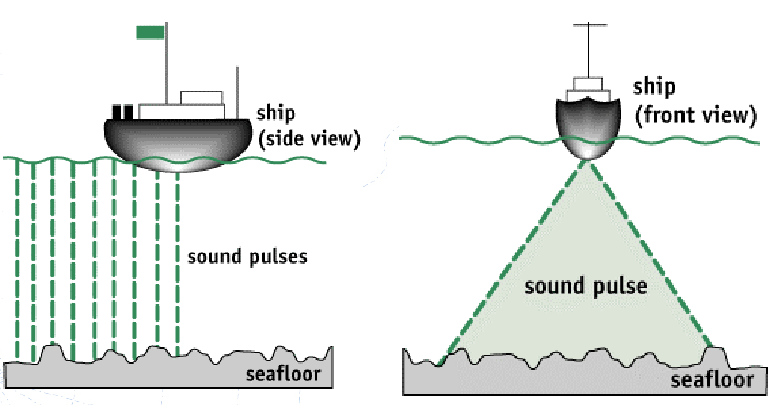 ship
(side view)
sound pulses
seafloor
ship
(front view)
sound pulse
seafloor